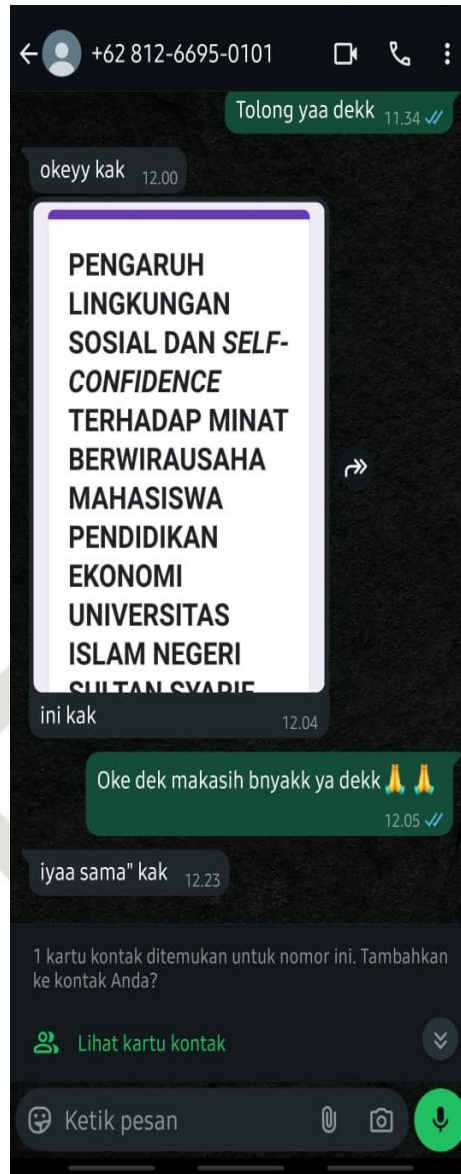 +62 812-6695-0101
Tolong yaa dekk 11.34
okeyy kak 12.00
PENGARUH
LINGKUNGAN
SOSIAL DAN SELF-
CONFIDENCE
TERHADAP MINAT
BERWIRAUSAHA
MAHASISWA
PENDIDIKAN
EKONOMI
UNIVERSITAS
ISLAM NEGERI
SULTAN SYARIF
ini kak 12.04
Oke dek makasih bnyakk ya dekk🙏🙏
12.05
iyaa sama" kak 12.23
1 kartu kontak ditemukan untuk nomor ini. Tambahkan
ke kontak Anda?
Lihat kartu kontak
Ketik pesan